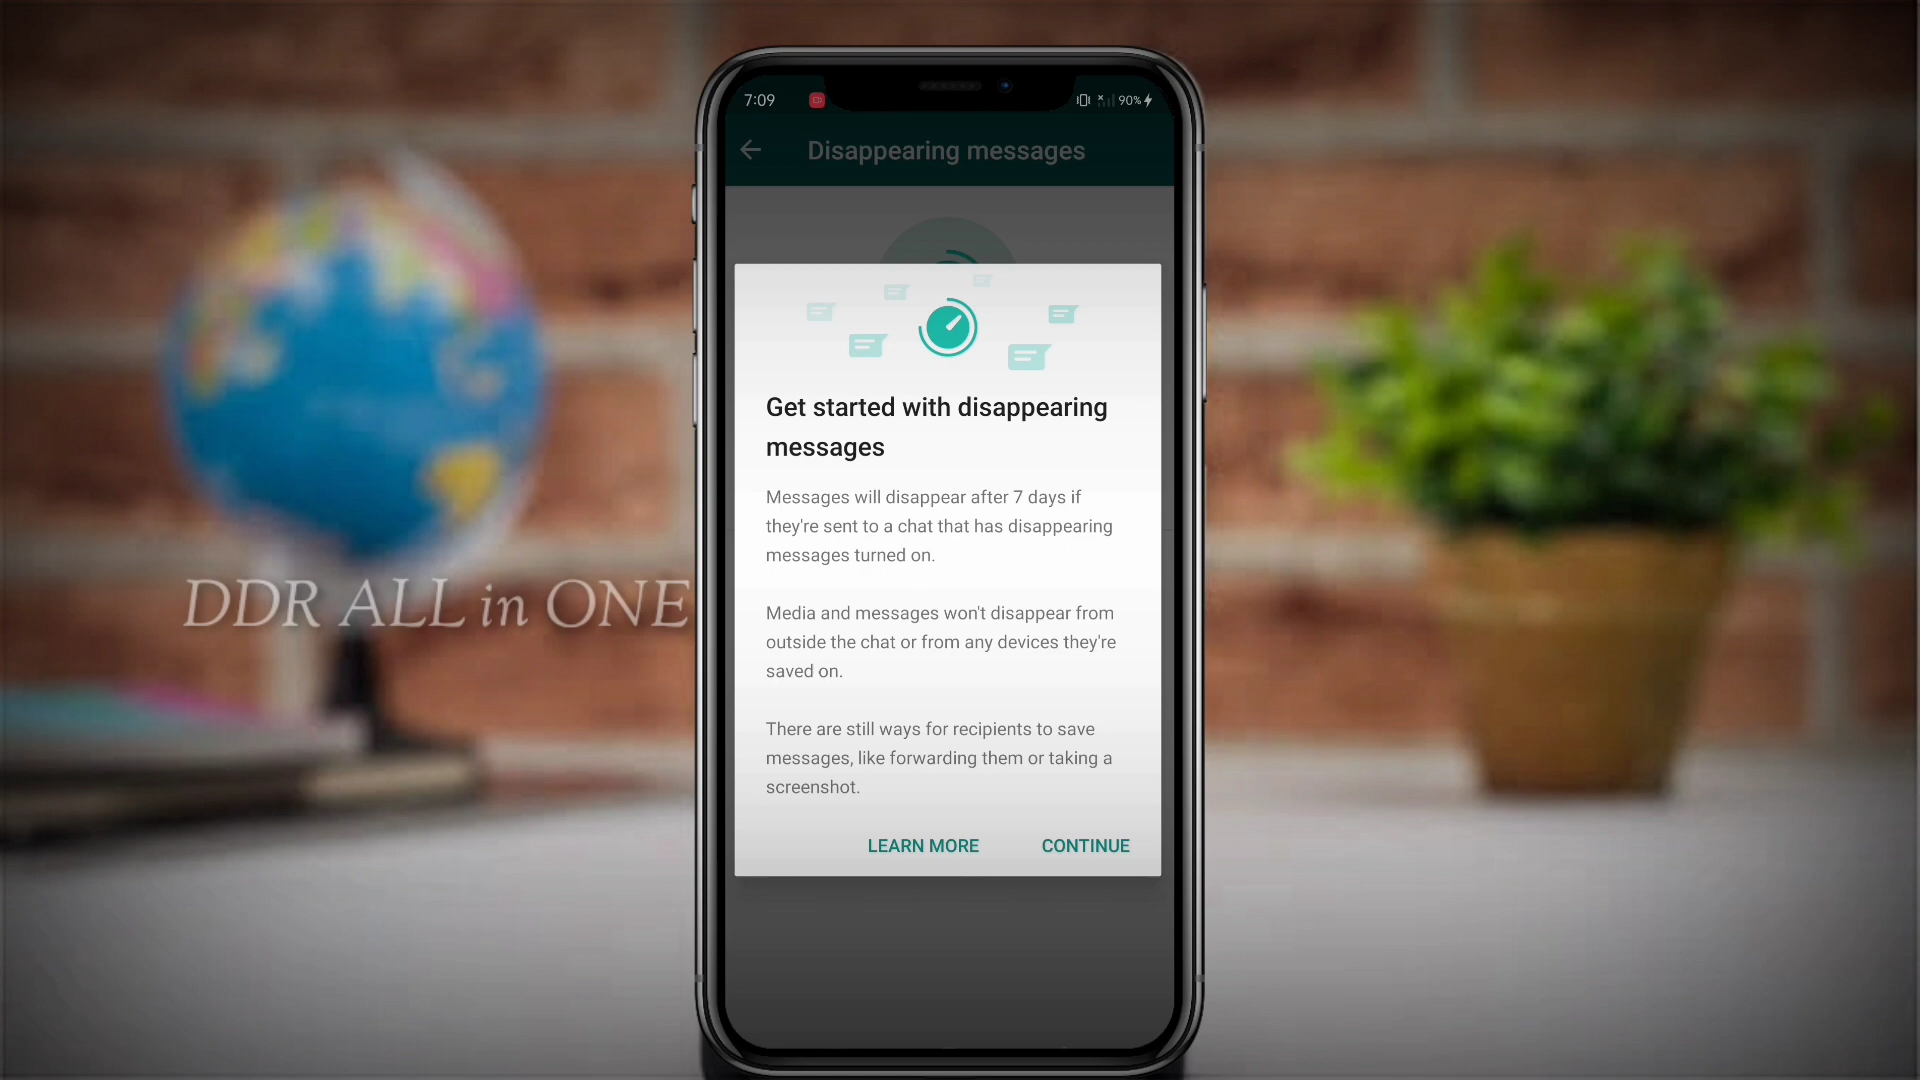 7:09
90%
Disappearing messages
Get started with disappearing
messages
Messages will disappear after 7 days if
they're sent to a chat that has disappearing
messages turned on.
Media and messages won't disappear from
outside the chat or from any devices they're
saved on.
There are still ways for recipients to save
messages, like forwarding them or taking a
screenshot.
LEARN MORE
CONTINUE
DDR ALL in ONE